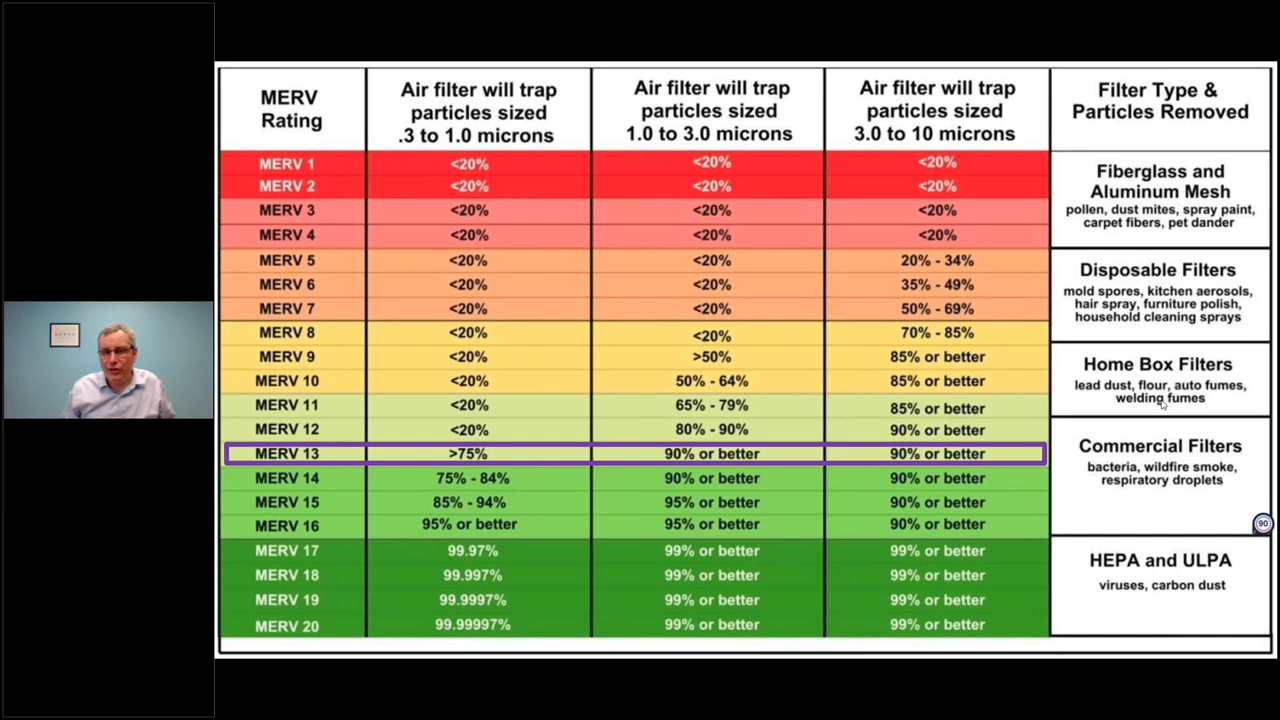 MERV Rating
Air filter will trap particles sized .3 to 1.0 microns
Air filter will trap particles sized 1.0 to 3.0 microns
Air filter will trap particles sized 3.0 to 10 microns
Filter Type & Particles Removed
MERV 1 <20% <20% <20%
MERV 2 <20% <20% <20%
MERV 3 <20% <20% <20%
MERV 4 <20% <20% <20%
MERV 5 <20% <20% 20% - 34%
MERV 6 <20% <20% 35% - 49%
MERV 7 <20% <20% 50% - 69%
MERV 8 <20% <20% 70% - 85%
MERV 9 <20% >50% 85% or better
MERV 10 <20% 50% - 64% 85% or better
MERV 11 <20% 65% - 79% 85% or better
MERV 12 <20% 80% - 90% 90% or better
MERV 13 >75% 90% or better 90% or better
MERV 14 75% - 84% 90% or better 90% or better
MERV 15 85% - 94% 95% or better 90% or better
MERV 16 95% or better 95% or better 90% or better
MERV 17 99.97% 99% or better 99% or better
MERV 18 99.997% 99% or better 99% or better
MERV 19 99.9997% 99% or better 99% or better
MERV 20 99.99997% 99% or better 99% or better
Fiberglass and
Aluminum Mesh
pollen, dust mites, spray paint,
carpet fibers, pet dander
Disposable Filters
mold spores, kitchen aerosols,
hair spray, furniture polish,
household cleaning sprays
Home Box Filters
lead dust, flour, auto fumes,
welding fumes
Commercial Filters
bacteria, wildfire smoke,
respiratory droplets
90
HEPA and ULPA
viruses, carbon dust